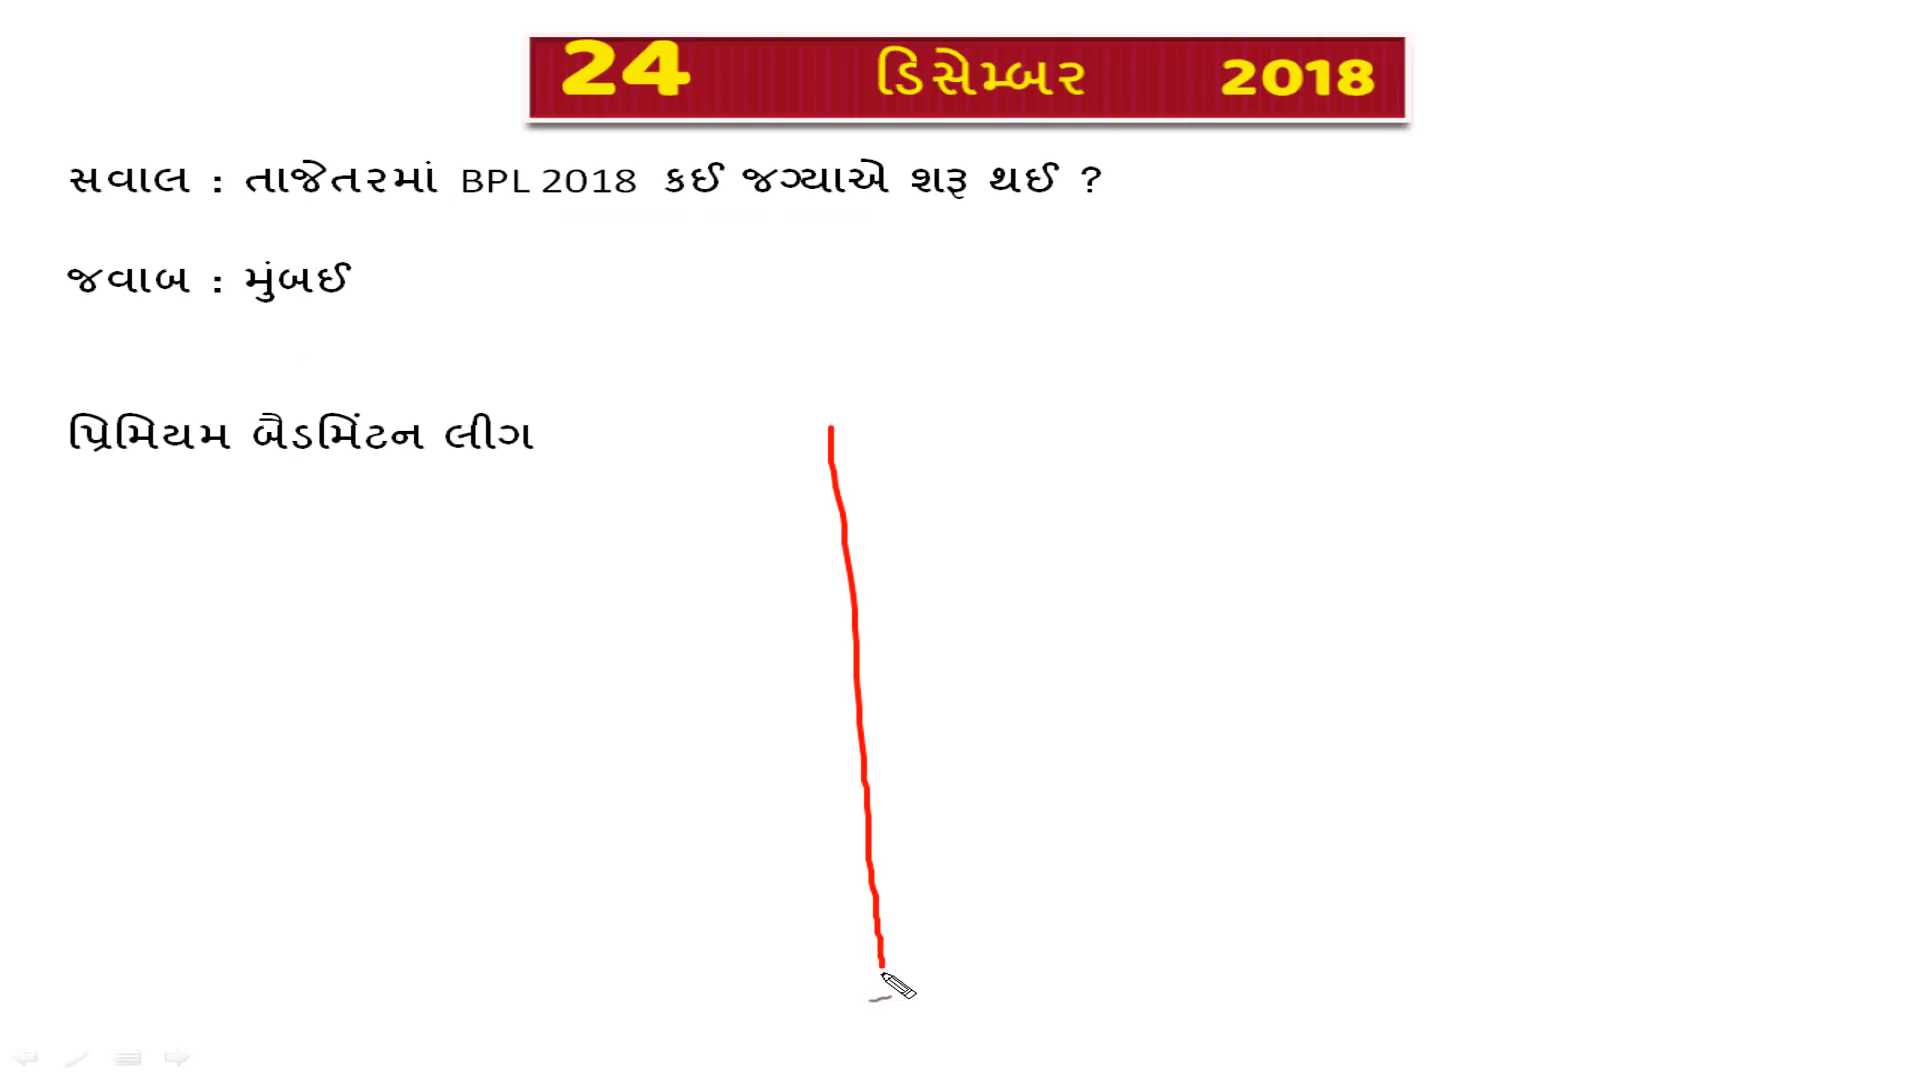 24 ડિસેમ્બર 2018
સવાલ : તાજેતરમાં BPL 2018 કઈ જગ્યાએ શરૂ થઈ ?
જવાબ : મુંબઈ
પ્રિમિયમ બૈડમિંટન લીગ